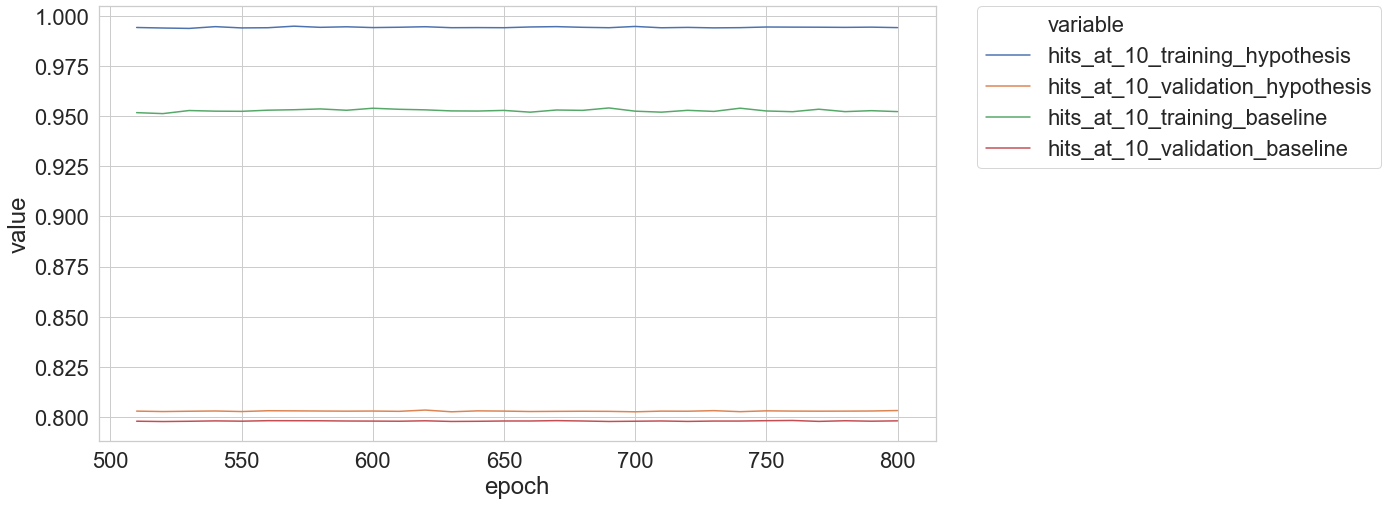 1.000
0.975
0.950
0.925
0.900
0.875
0.850
0.825
0.800
value
500 550 600 650 700 750 800
epoch
variable
hits_at_10_training_hypothesis
hits_at_10_validation_hypothesis
hits_at_10_training_baseline
hits_at_10_validation_baseline